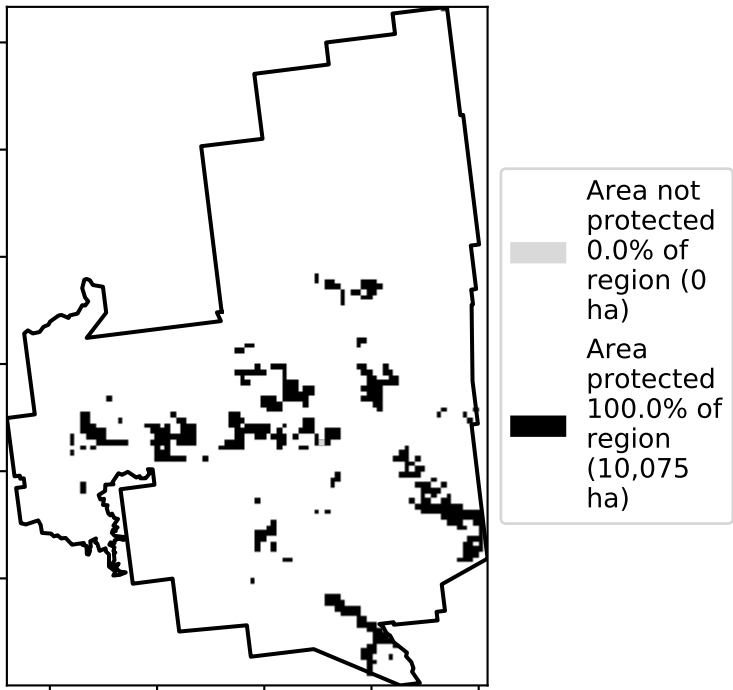 Area not
protected
0.0% of
region (0
ha)
Area
protected
100.0% of
region
(10,075
ha)